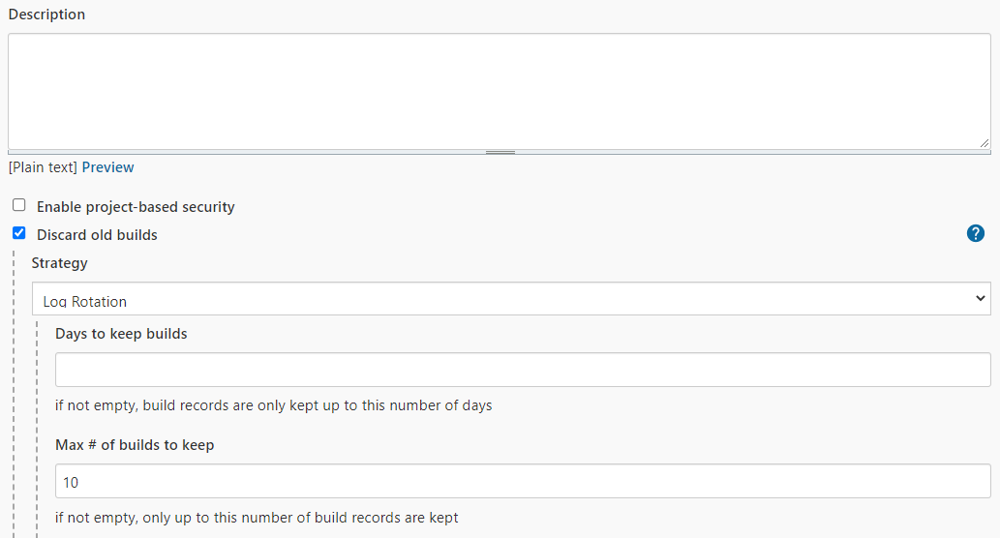 Description
[Plain text] Preview
Enable project-based security
Discard old builds
?
Strategy
Log Rotation
Days to keep builds
if not empty, build records are only kept up to this number of days
Max # of builds to keep
10
if not empty, only up to this number of build records are kept